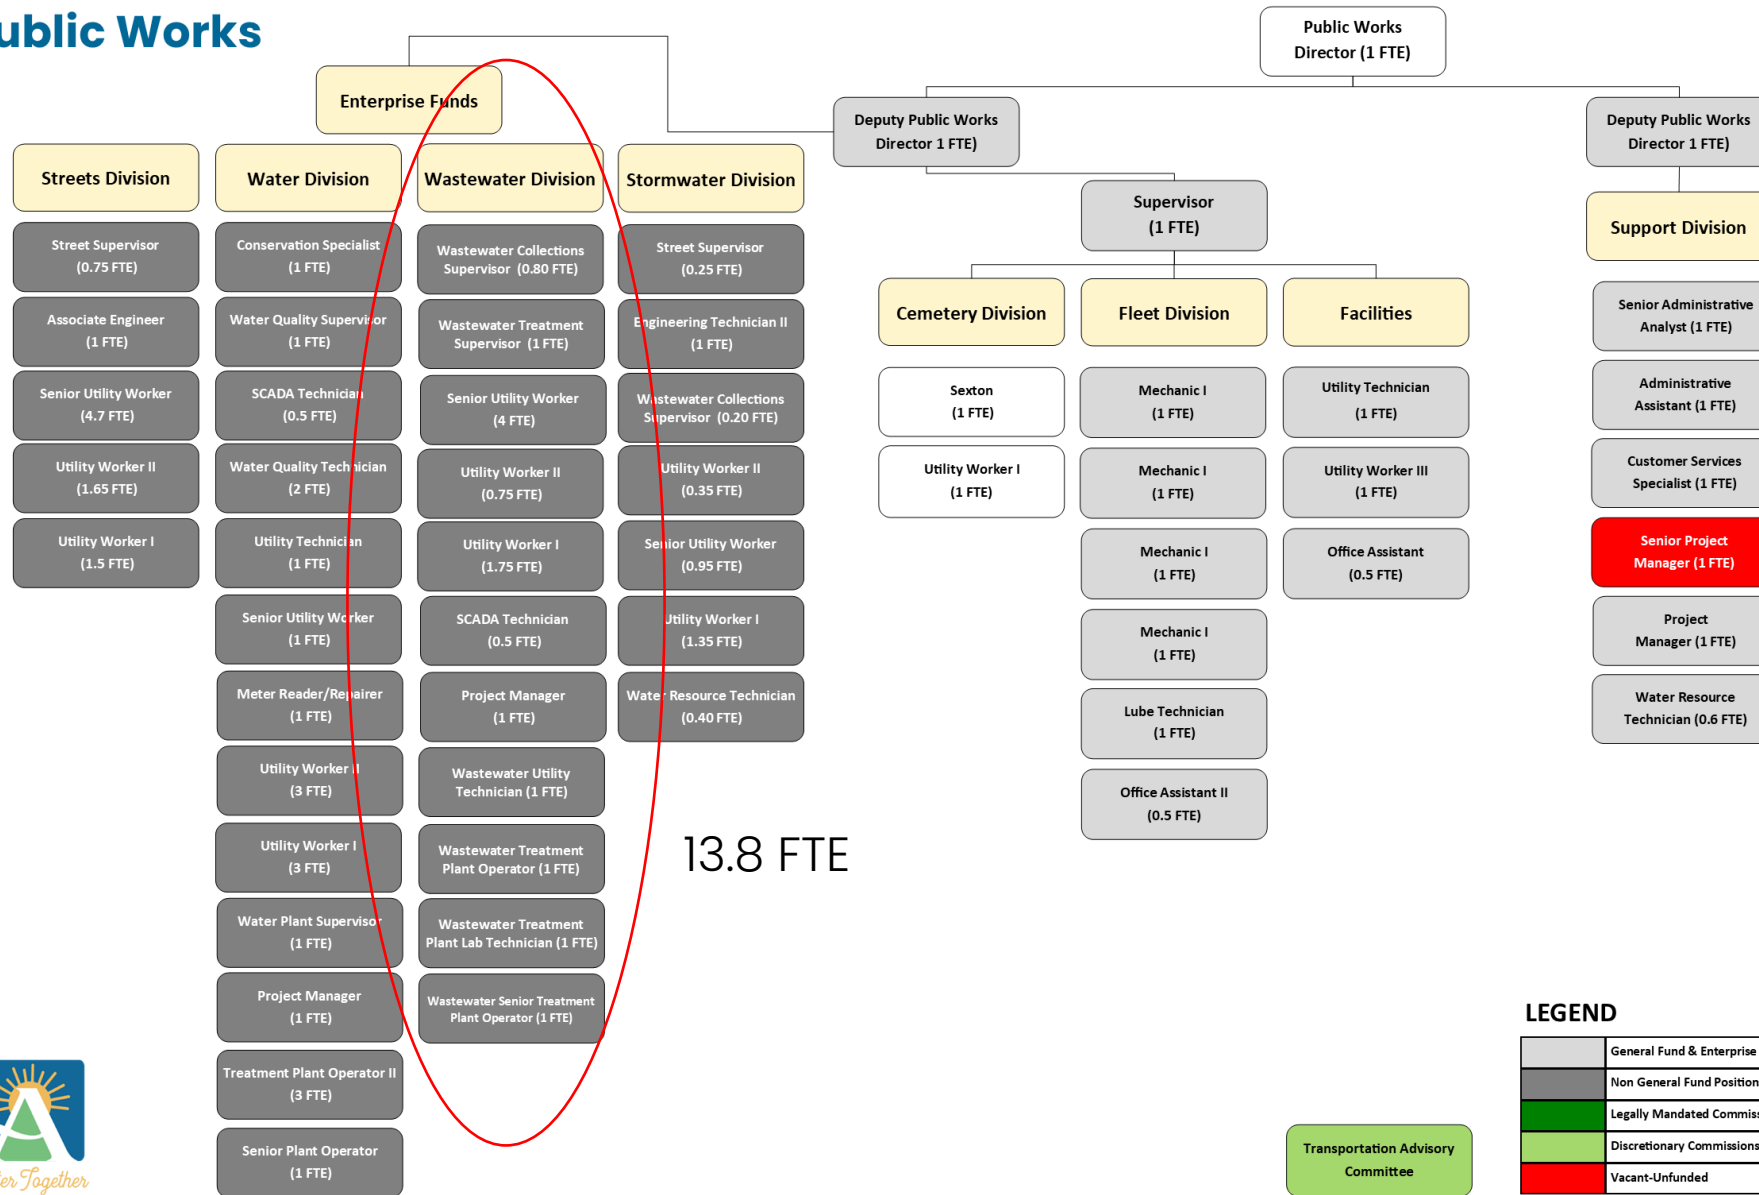 ublic Works
Public Works
Director (1 FTE)
Enterprise Funds
Deputy Public Works
Director 1 FTE)
Deputy Public Works
Director 1 FTE)
Streets Division
Street Supervisor
(0.75 FTE)
Associate Engineer
(1 FTE)
Senior Utility Worker
(4.7 FTE)
Utility Worker II
(1.65 FTE)
Utility Worker I
(1.5 FTE)
Water Division
Conservation Specialist
(1 FTE)
Water Quality Supervisor
(1 FTE)
SCADA Technician
(0.5 FTE)
Water Quality Technician
(2 FTE)
Utility Technician
(1 FTE)
Senior Utility Worker
(1 FTE)
Meter Reader/Repairer
(1 FTE)
Utility Worker II
(3 FTE)
Utility Worker I
(3 FTE)
Water Plant Supervisor
(1 FTE)
Project Manager
(1 FTE)
Treatment Plant Operator II
(3 FTE)
Senior Plant Operator
(1 FTE)
Wastewater Division
Wastewater Collections
Supervisor (0.80 FTE)
Wastewater Treatment
Supervisor (1 FTE)
Senior Utility Worker
(4 FTE)
Utility Worker II
(0.75 FTE)
Utility Worker I
(1.75 FTE)
SCADA Technician
(0.5 FTE)
Project Manager
(1 FTE)
Wastewater Utility
Technician (1 FTE)
Wastewater Treatment
Plant Operator (1 FTE)
Wastewater Treatment
Plant Lab Technician (1 FTE)
Wastewater Senior Treatment
Plant Operator (1 FTE)
Stormwater Division
Street Supervisor
(0.25 FTE)
Engineering Technician II
(1 FTE)
Wastewater Collections
Supervisor (0.20 FTE)
Utility Worker II
(0.35 FTE)
Senior Utility Worker
(0.95 FTE)
Utility Worker I
(1.35 FTE)
Water Resource Technician
(0.40 FTE)
13.8 FTE
Supervisor
(1 FTE)
Cemetery Division
Sexton
(1 FTE)
Utility Worker I
(1 FTE)
Fleet Division
Mechanic I
(1 FTE)
Mechanic I
(1 FTE)
Mechanic I
(1 FTE)
Mechanic I
(1 FTE)
Lube Technician
(1 FTE)
Office Assistant II
(0.5 FTE)
Facilities
Utility Technician
(1 FTE)
Utility Worker III
(1 FTE)
Office Assistant
(0.5 FTE)
Support Division
Senior Administrative
Analyst (1 FTE)
Administrative
Assistant (1 FTE)
Customer Services
Specialist (1 FTE)
Senior Project
Manager (1 FTE)
Project
Manager (1 FTE)
Water Resource
Technician (0.6 FTE)
Transportation Advisory
Committee
LEGEND
General Fund & Enterprise
Non General Fund Position
Legally Mandated Commiss
Discretionary Commissions
Vacant-Unfunded
ter Together